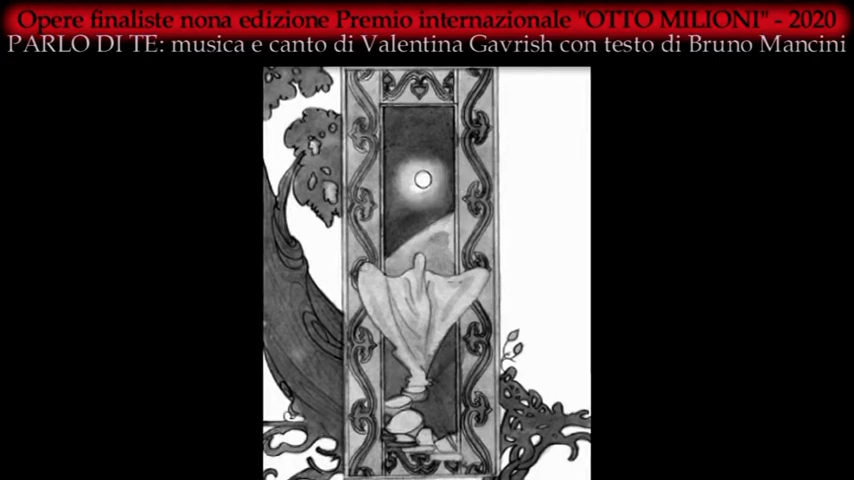 Opere finaliste nona edizione Premio internazionale "OTTO MILIONI" - 2020
PARLO DI TE: musica e canto di Valentina Gavrish con testo di Bruno Mancini